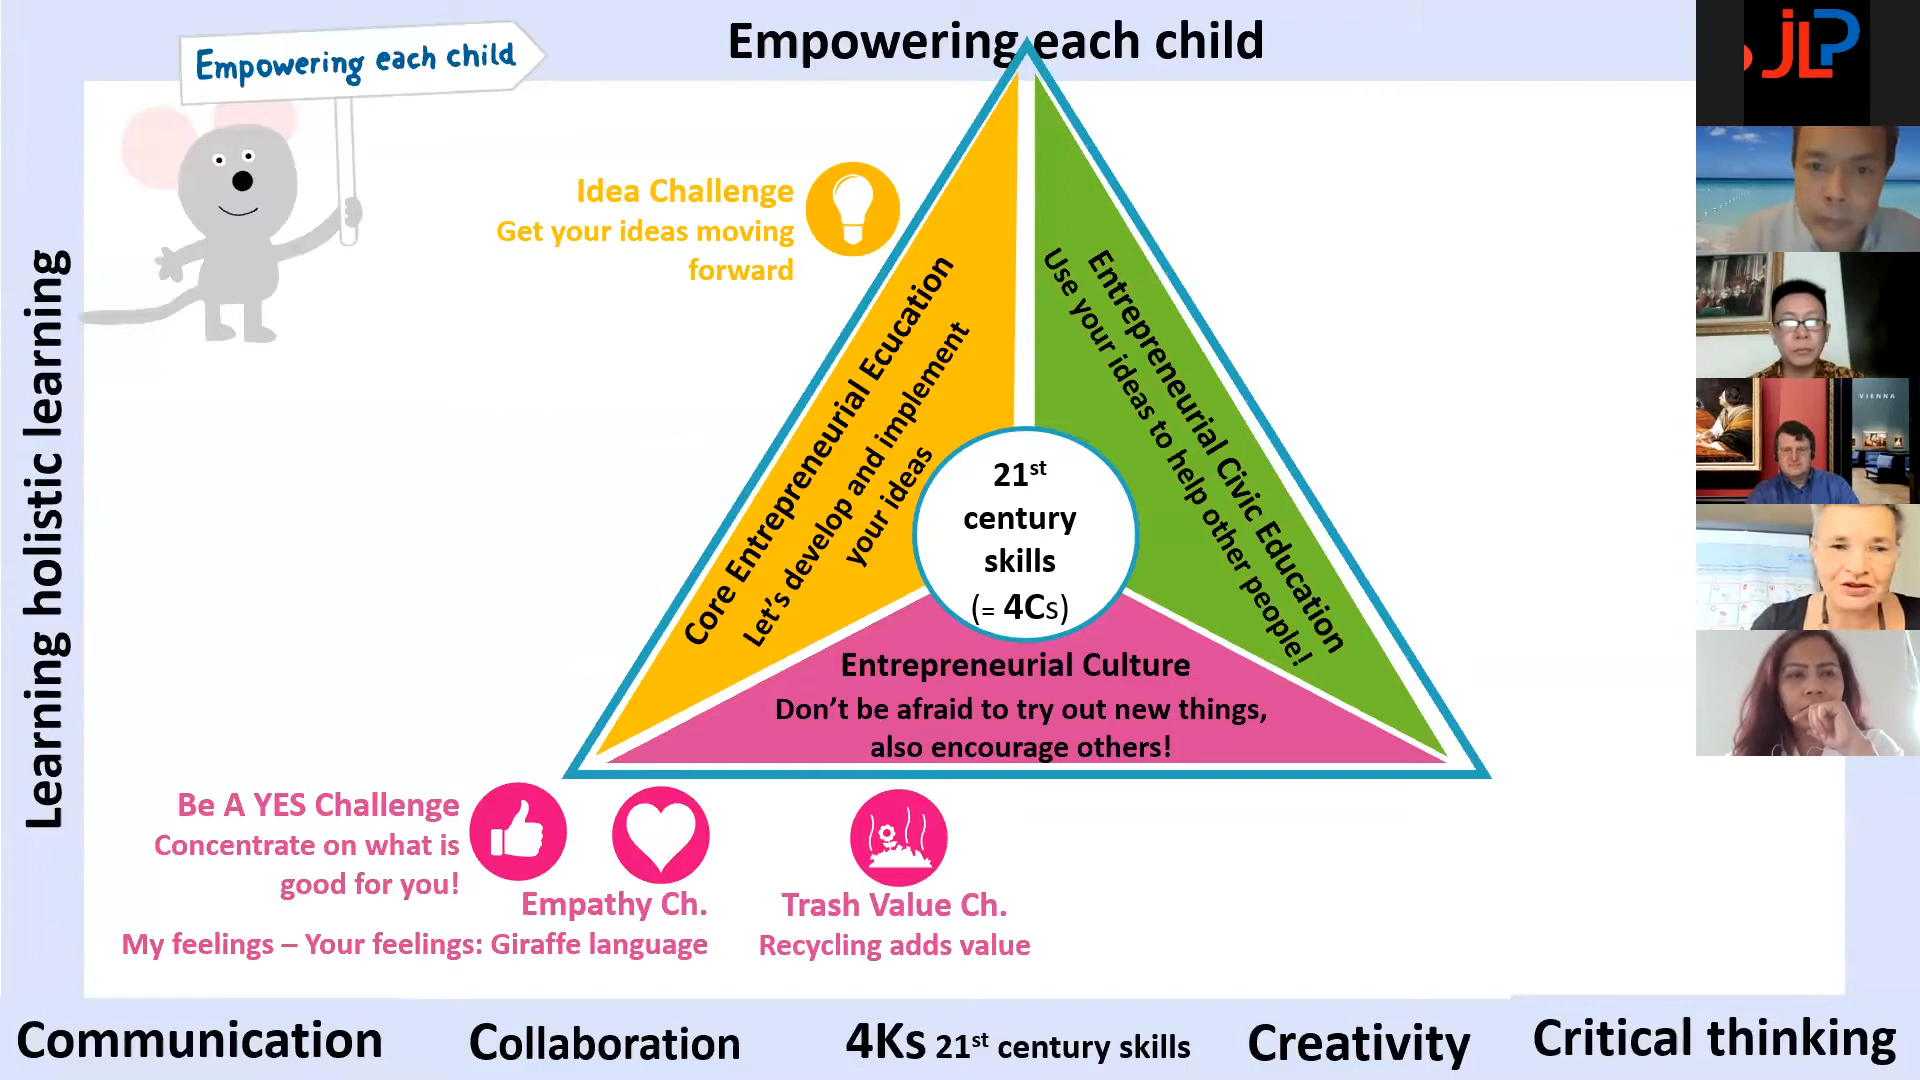 Empowering each child
Empowering each child
JLP
Learning holistic learning
Idea Challenge
Get your ideas moving
forward
Core Entrepreneurial Ecucation
Let's develop and implement
your ideas
Entrepreneurial Civic Education
Use your ideas to help other people!
21st
century
skills
(= 4Cs)
Entrepreneurial Culture
Don't be afraid to try out new things,
also encourage others!
VIENNA
Be A YES Challenge
Concentrate on what is
good for you!
Empathy Ch.
My feelings – Your feelings: Giraffe language
Trash Value Ch.
Recycling adds value
Communication
Collaboration
4Ks 21st century skills
Creativity
Critical thinking